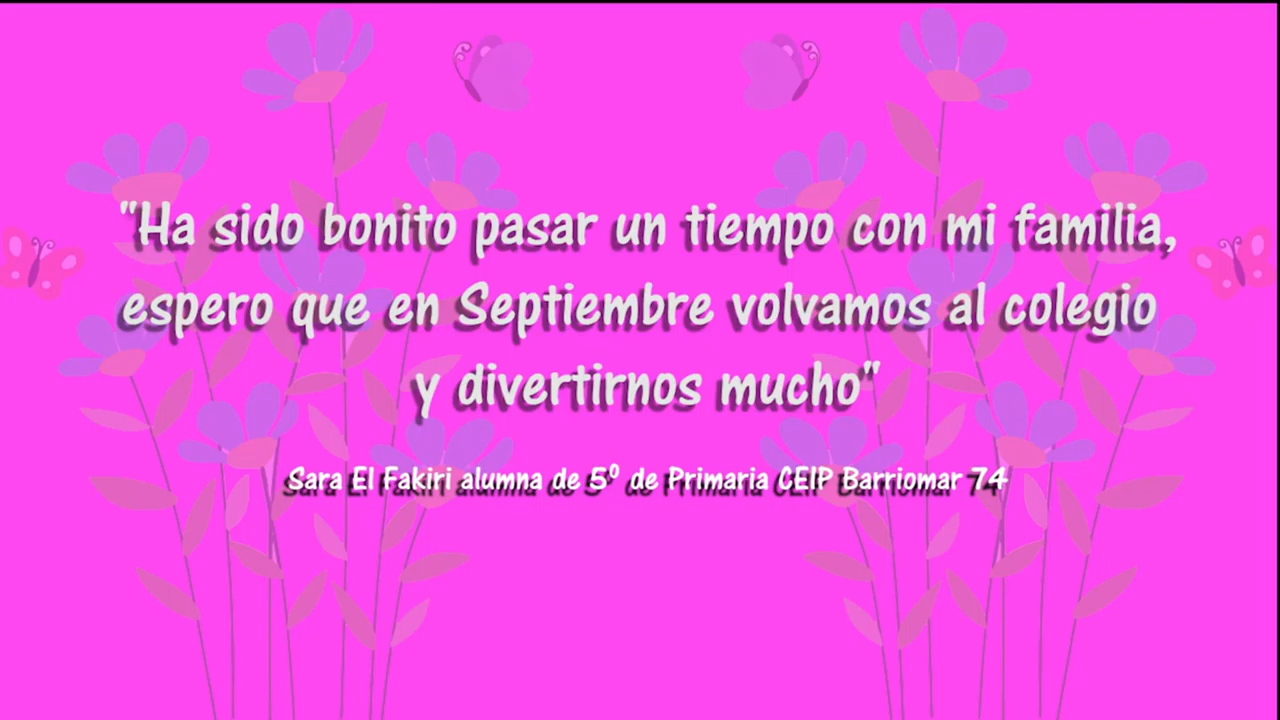 "Ha sido bonito pasar un tiempo con mi familia,
espero que en Septiembre volvamos al colegio
y divertirnos mucho"
Sara El Fakiri alumna de 5º de Primaria CEIP Barriomar 74